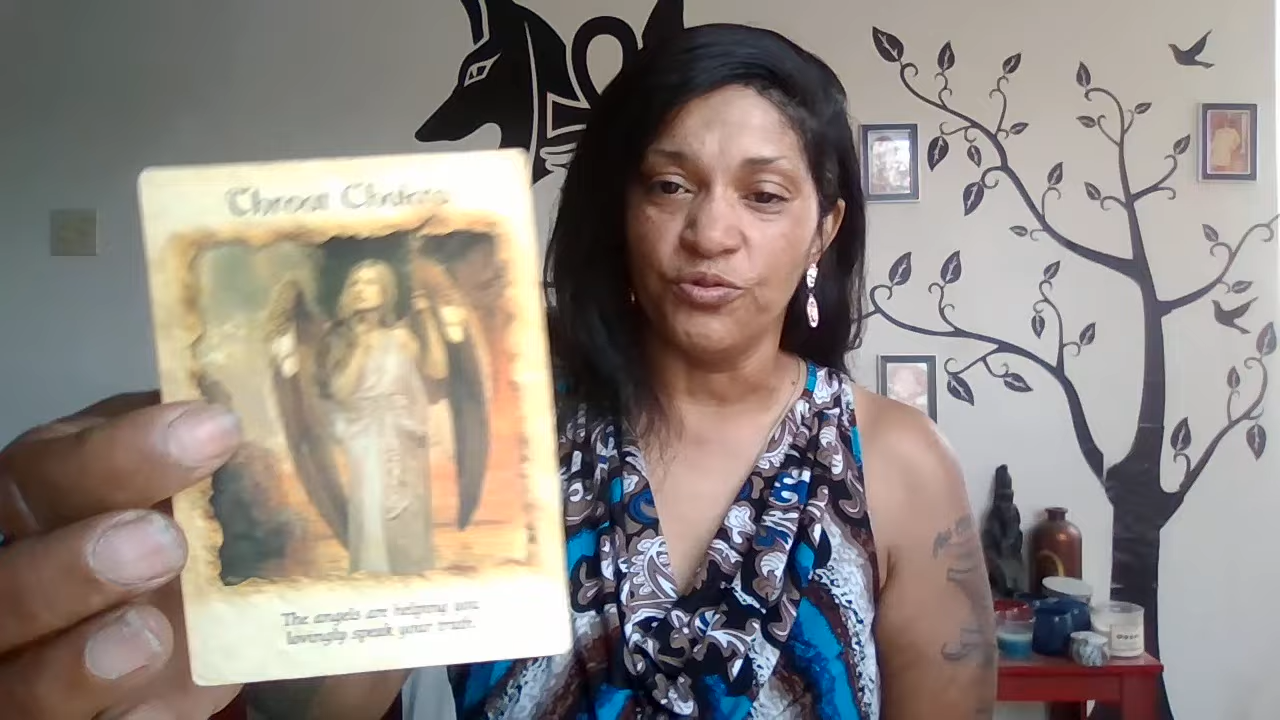 Throat Chakra
The angels are helping you
lovingly speak your truth.